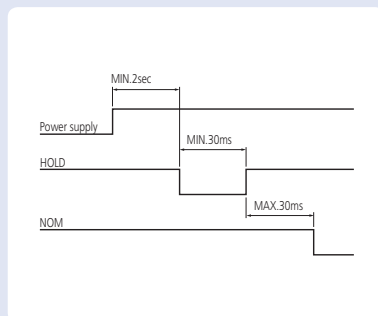 MIN.2sec
Power supply
MIN.30ms
HOLD
MAX.30ms
NOM